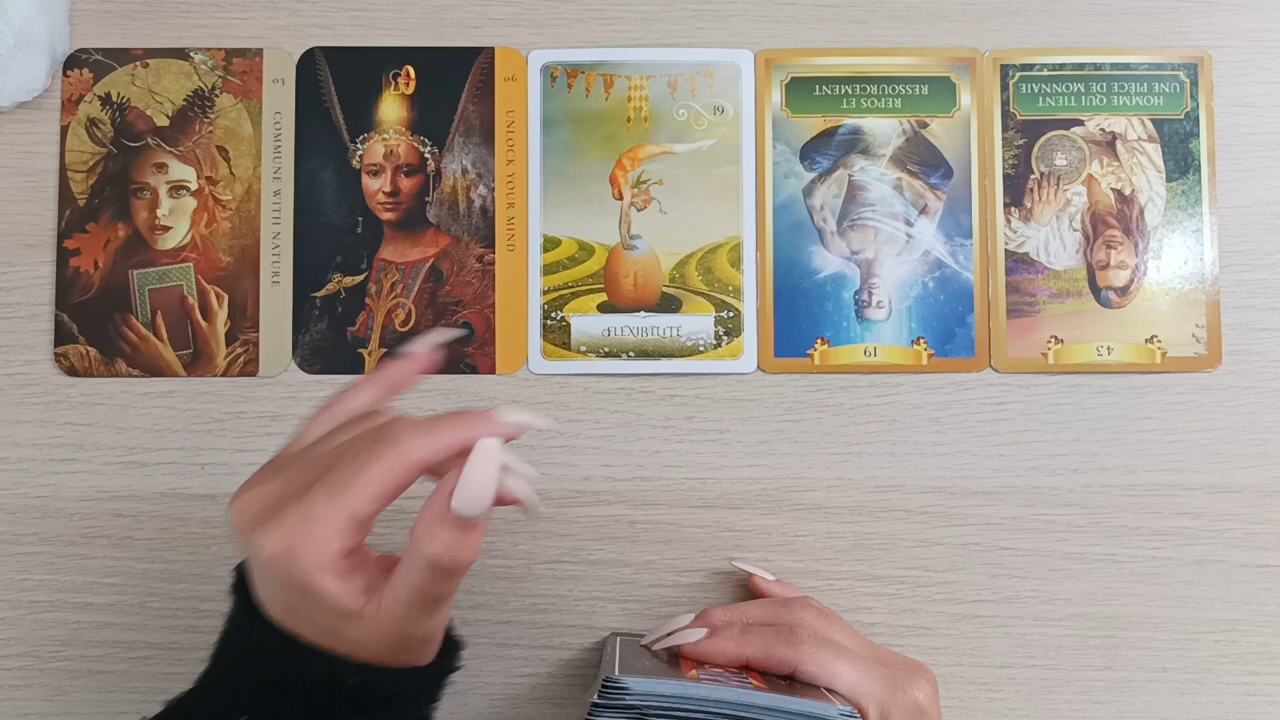 03
COMMUNE WITH NATURE
06
UNLOCK YOUR MIND
19
FLEXIBILITÉ
61
REPOS ET
RESSOURCEMENT
43
HOMME QUI TIENT
UNE PIÈCE DE MONNAIE